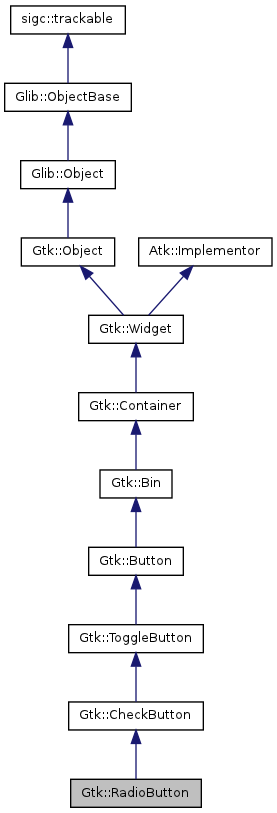 sigc::trackable
Glib::ObjectBase
Glib::Object
Gtk::Object
Atk::Implementor
Gtk::Widget
Gtk::Container
Gtk::Bin
Gtk::Button
Gtk::ToggleButton
Gtk::CheckButton
Gtk::RadioButton